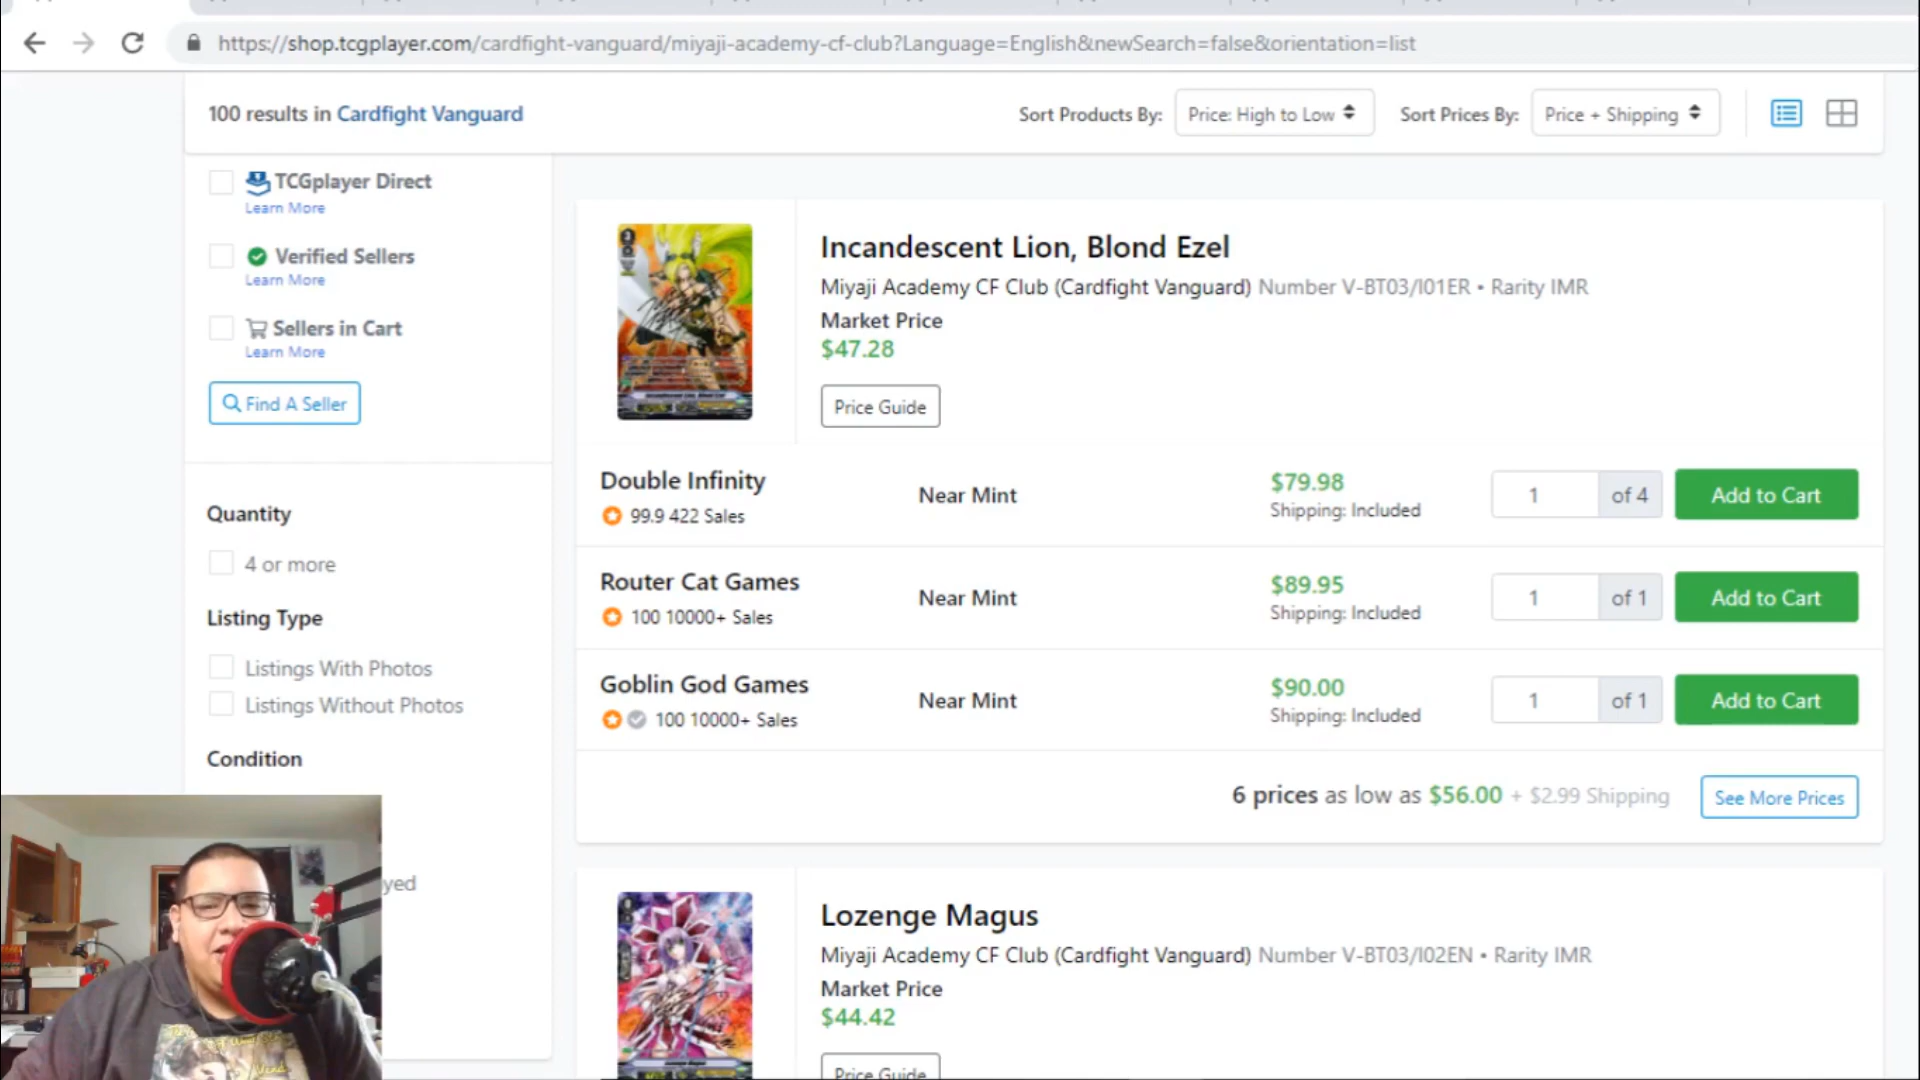 https://shop.tcgplayer.com/cardfight-vanguard/miyaji-academy-cf-club?Language=English&newSearch=false&orientation=list
100 results in Cardfight Vanguard
Sort Products By: Price: High to Low
Sort Prices By: Price + Shipping
TCGplayer Direct
Learn More
Verified Sellers
Learn More
Sellers in Cart
Learn More
Find A Seller
Quantity
4 or more
Listing Type
Listings With Photos
Listings Without Photos
Condition
yed
Incandescent Lion, Blond Ezel
Miyaji Academy CF Club (Cardfight Vanguard) Number V-BT03/I01ER • Rarity IMR
Market Price
$47.28
Price Guide
Double Infinity
99.9 422 Sales
Near Mint
$79.98
Shipping: Included
1 of 4
Add to Cart
Router Cat Games
100 10000+ Sales
Near Mint
$89.95
Shipping: Included
1 of 1
Add to Cart
Goblin God Games
100 10000+ Sales
Near Mint
$90.00
Shipping: Included
1 of 1
Add to Cart
6 prices as low as $56.00 + $2.99 Shipping
See More Prices
Lozenge Magus
Miyaji Academy CF Club (Cardfight Vanguard) Number V-BT03/I02EN • Rarity IMR
Market Price
$44.42
Price Guide